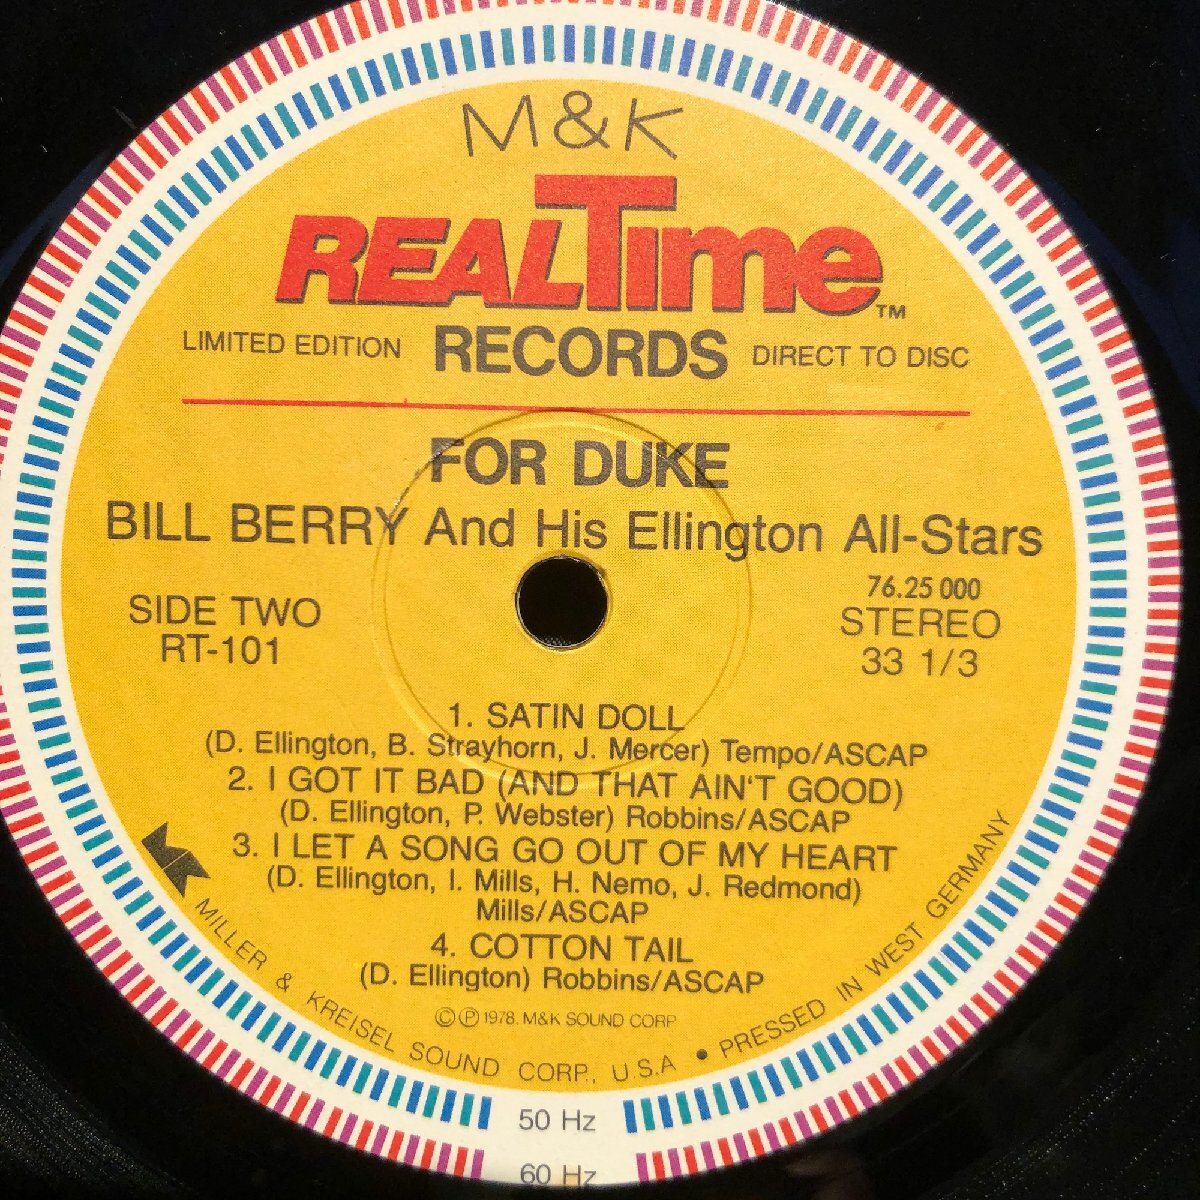 M&K
REALTime™
LIMITED EDITION RECORDS DIRECT TO DISC
FOR DUKE
BILL BERRY And His Ellington All-Stars
SIDE TWO
RT-101
76.25 000
STEREO
33 1/3
1. SATIN DOLL
(D. Ellington, B. Strayhorn, J. Mercer) Tempo/ASCAP
2. I GOT IT BAD (AND THAT AIN'T GOOD)
(D. Ellington, P. Webster) Robbins/ASCAP
3. I LET A SONG GO OUT OF MY HEART
(D. Ellington, I. Mills, H. Nemo, J. Redmond)
Mills/ASCAP
4. COTTON TAIL
(D. Ellington) Robbins/ASCAP
©℗1978. M&K SOUND CORP
MK MILLER & KREISEL SOUND CORP., U.S.A • PRESSED IN WEST GERMANY
50 Hz
60 Hz